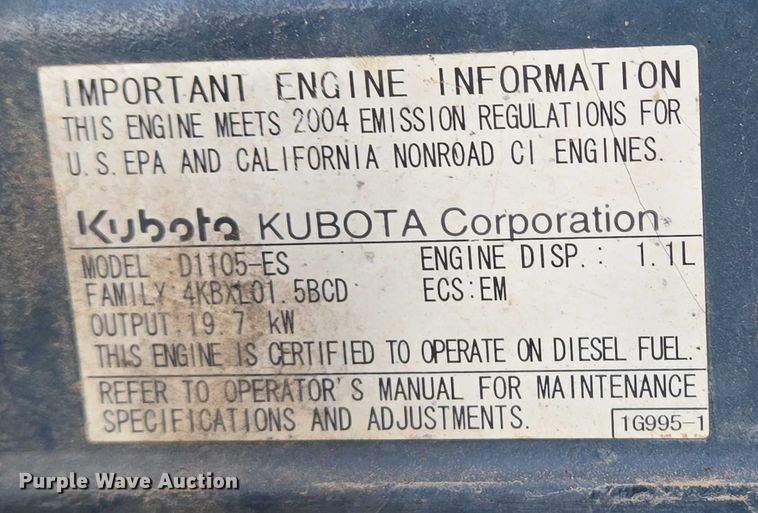 IMPORTANT ENGINE INFORMATION
THIS ENGINE MEETS 2004 EMISSION REGULATIONS FOR
U.S. EPA AND CALIFORNIA NONROAD CI ENGINES.
Kubota KUBOTA Corporation
MODEL D1105-ES ENGINE DISP.: 1.1L
FAMILY:4KBXL01.5BCD ECS:EM
OUTPUT:19.7 kW
THIS ENGINE IS CERTIFIED TO OPERATE ON DIESEL FUEL.
REFER TO OPERATOR'S MANUAL FOR MAINTENANCE
SPECIFICATIONS AND ADJUSTMENTS. 1G995-1
Purple Wave Auction